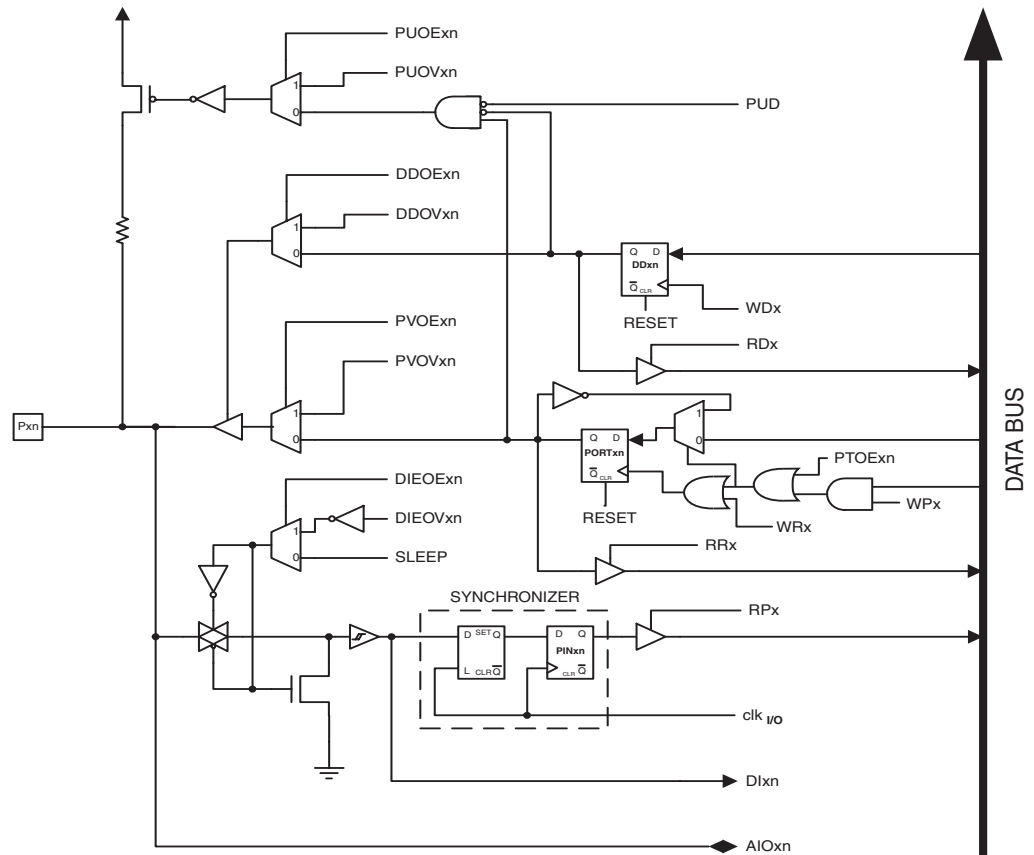 PUOExn
PUOVxn
1
0
PUD
DDOExn
DDOVxn
1
0
Q D
DDxn
Q CLR
WDx
RESET
RDx
PVOExn
PVOVxn
1
0
Pxn
1
0
Q D
PORTxn
Q CLR
RESET
PTOExn
WPx
WRx
DATA BUS
DIEOExn
DIEOVxn
1
0
SLEEP
RRx
SYNCHRONIZER
D SET Q
L CLR Q
D Q
PINxn
CLR Q
RPx
clk I/O
DIxn
AIOxn